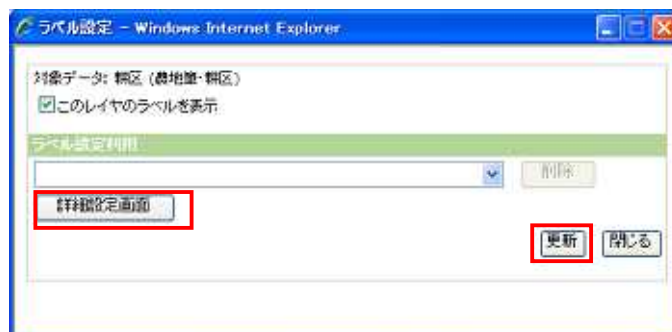 ラベル設定 - Windows Internet Explorer
対象データ: 耕区 (農地筆・耕区)
このレイヤのラベルを表示
ラベル設定利用
削除
詳細設定画面
更新 閉じる